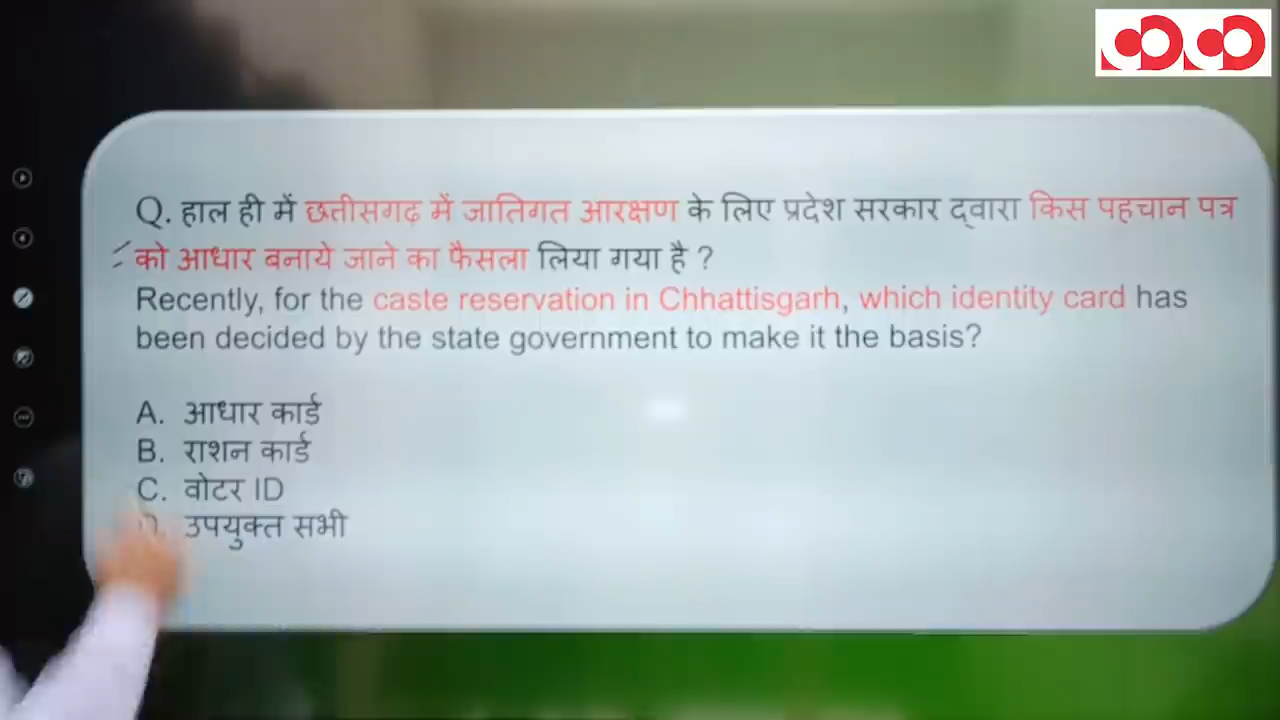 Q. हाल ही में छतीसगढ़ में जातिगत आरक्षण के लिए प्रदेश सरकार द्वारा किस पहचान पत्र
को आधार बनाये जाने का फैसला लिया गया है ?
Recently, for the caste reservation in Chhattisgarh, which identity card has
been decided by the state government to make it the basis?
A. आधार कार्ड
B. राशन कार्ड
C. वोटर ID
D. उपयुक्त सभी